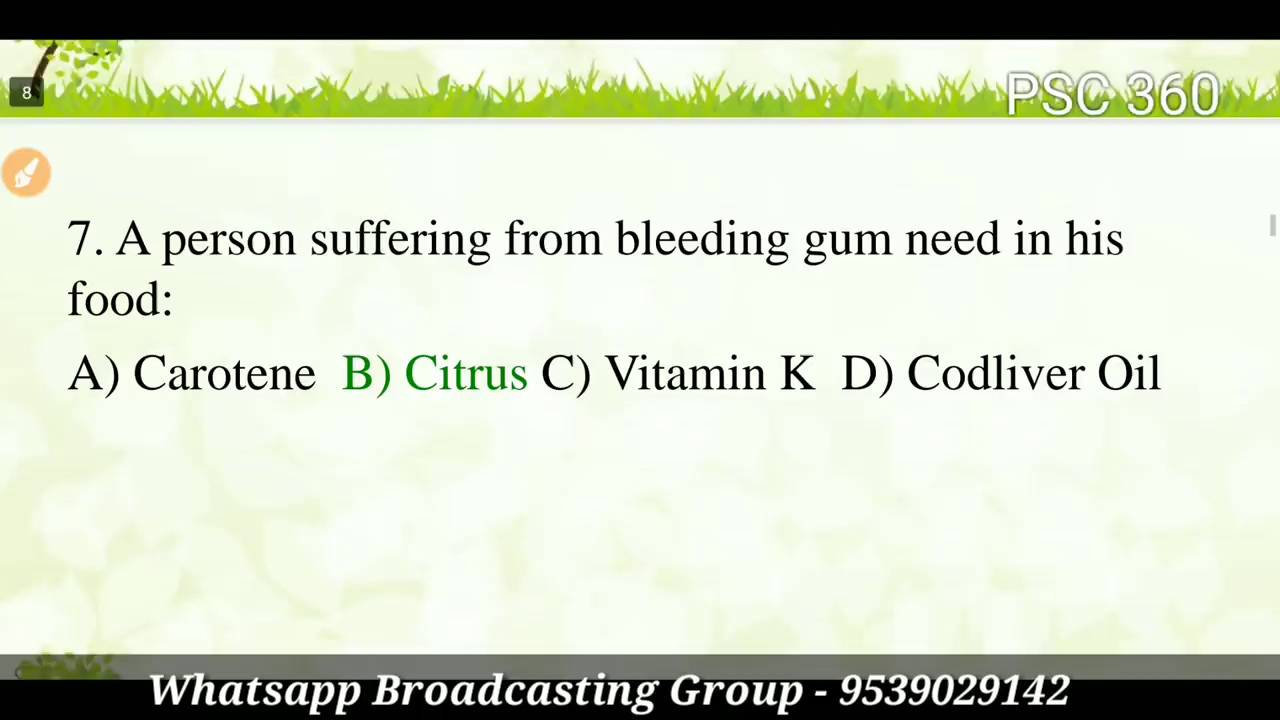 8
PSC 360
7. A person suffering from bleeding gum need in his
food:
A) Carotene B) Citrus C) Vitamin K D) Codliver Oil
Whatsapp Broadcasting Group - 9539029142